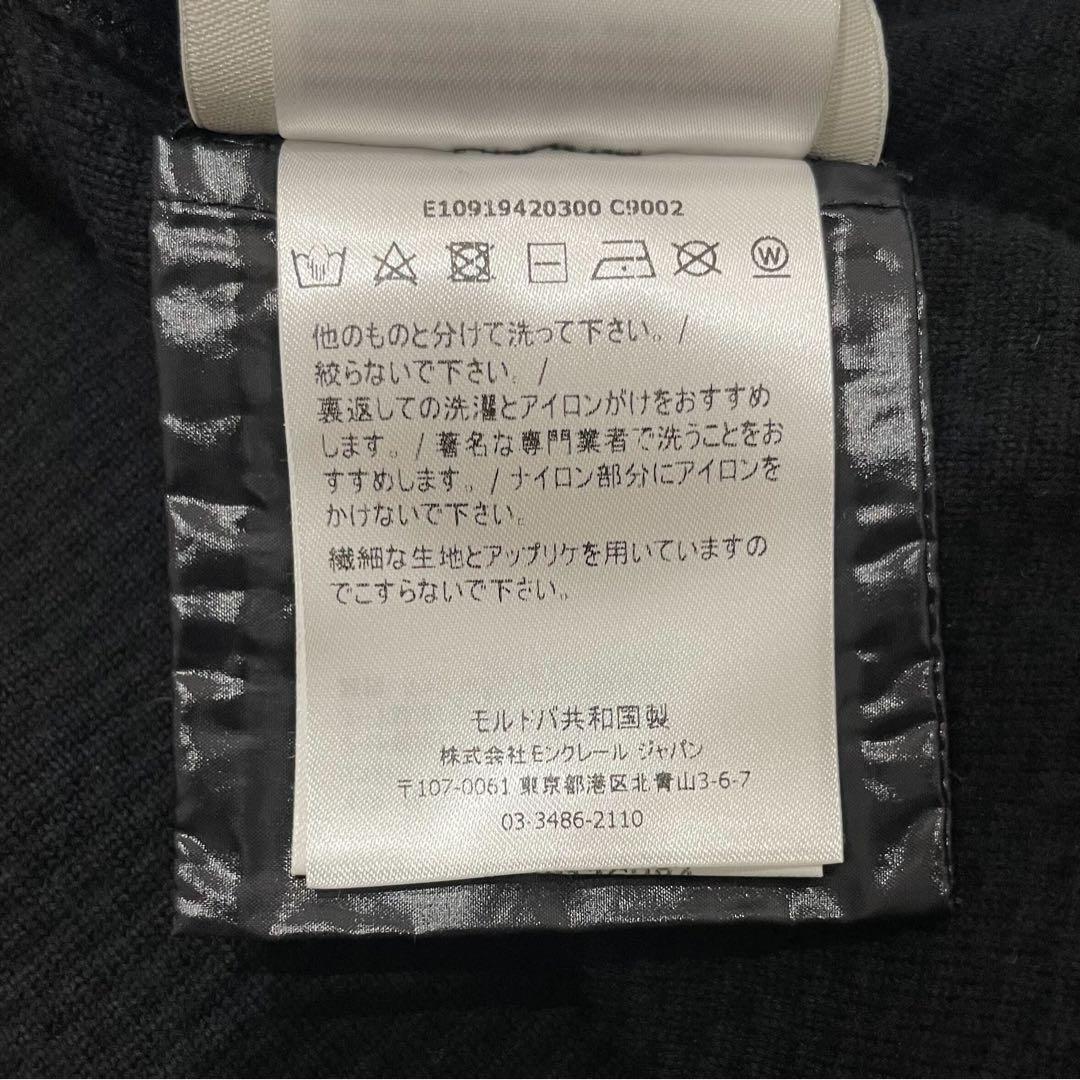 E10919420300 C9002
W
他のものと分けて洗って下さい。/
絞らないで下さい。/
裏返しての洗濯とアイロンがけをおすすめ
します。/ 著名な専門業者で洗うことをお
すすめします。/ ナイロン部分にアイロンを
かけないで下さい。
繊細な生地とアップリケを用いていますの
でこすらないで下さい。
モルドバ共和国製
株式会社モンクレール ジャパン
〒107-0061 東京都港区北青山3-6-7
03-3486-2110